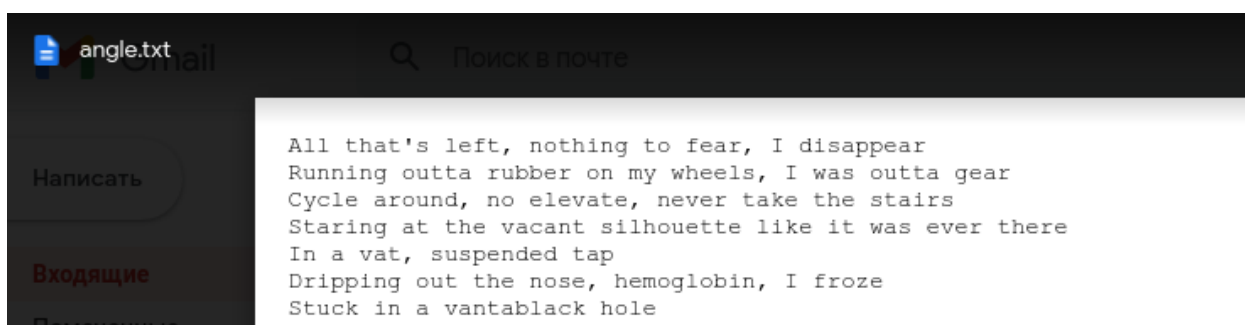 angle.txt
Gmail
Поиск в почте
Написать
Входящие
All that's left, nothing to fear, I disappear
Running outta rubber on my wheels, I was outta gear
Cycle around, no elevate, never take the stairs
Staring at the vacant silhouette like it was ever there
In a vat, suspended tap
Dripping out the nose, hemoglobin, I froze
Stuck in a vantablack hole